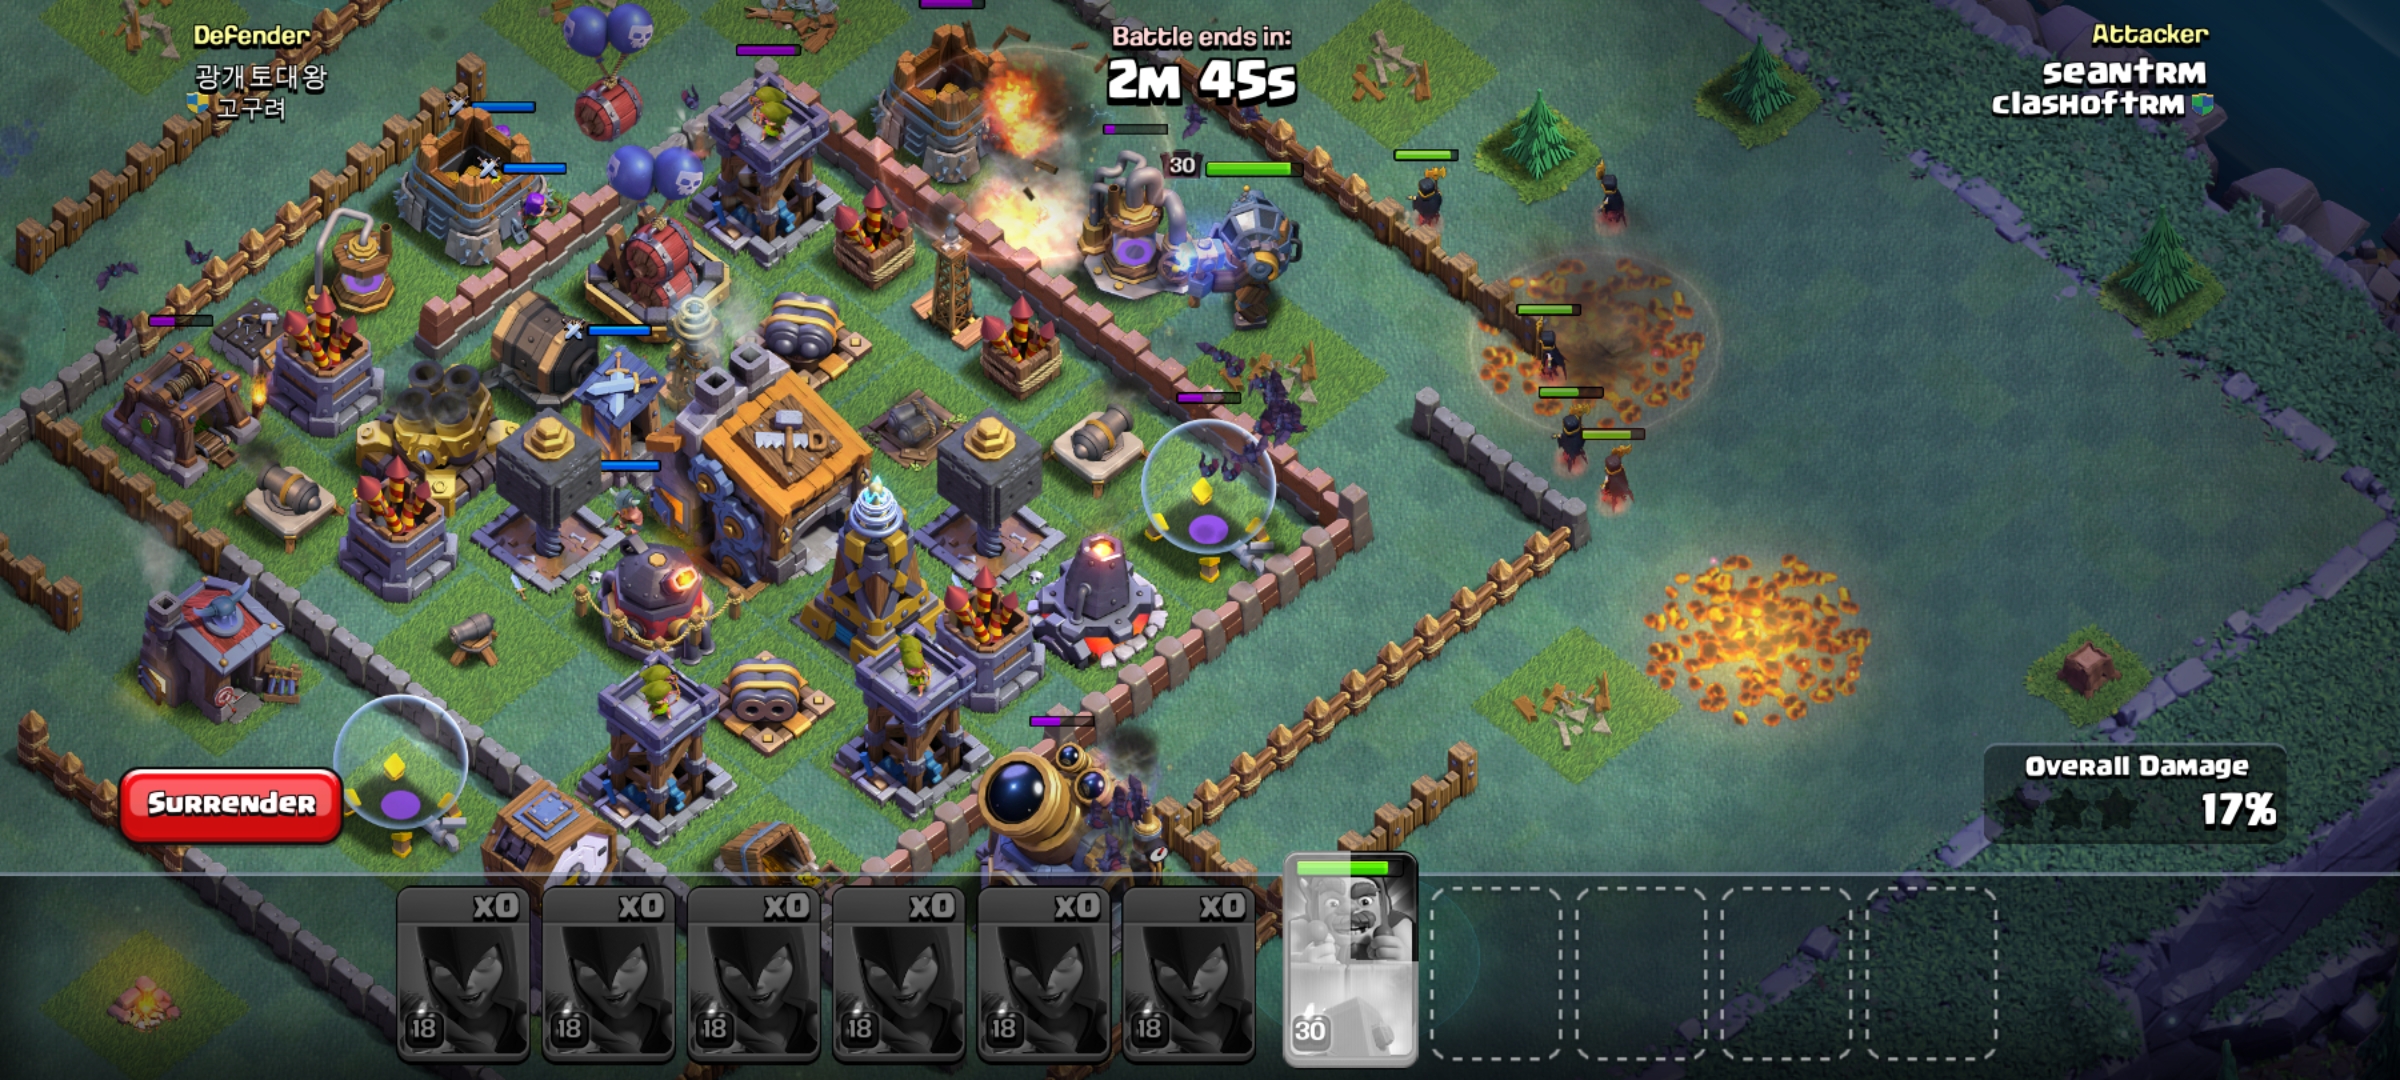 Defender
광개토대왕
고구려
Battle ends in:
2M 45s
Attacker
seantRM
clashoftRM
30
Surrender
Overall Damage
17%
x0
x0
x0
x0
x0
x0
18
18
18
18
18
18
30